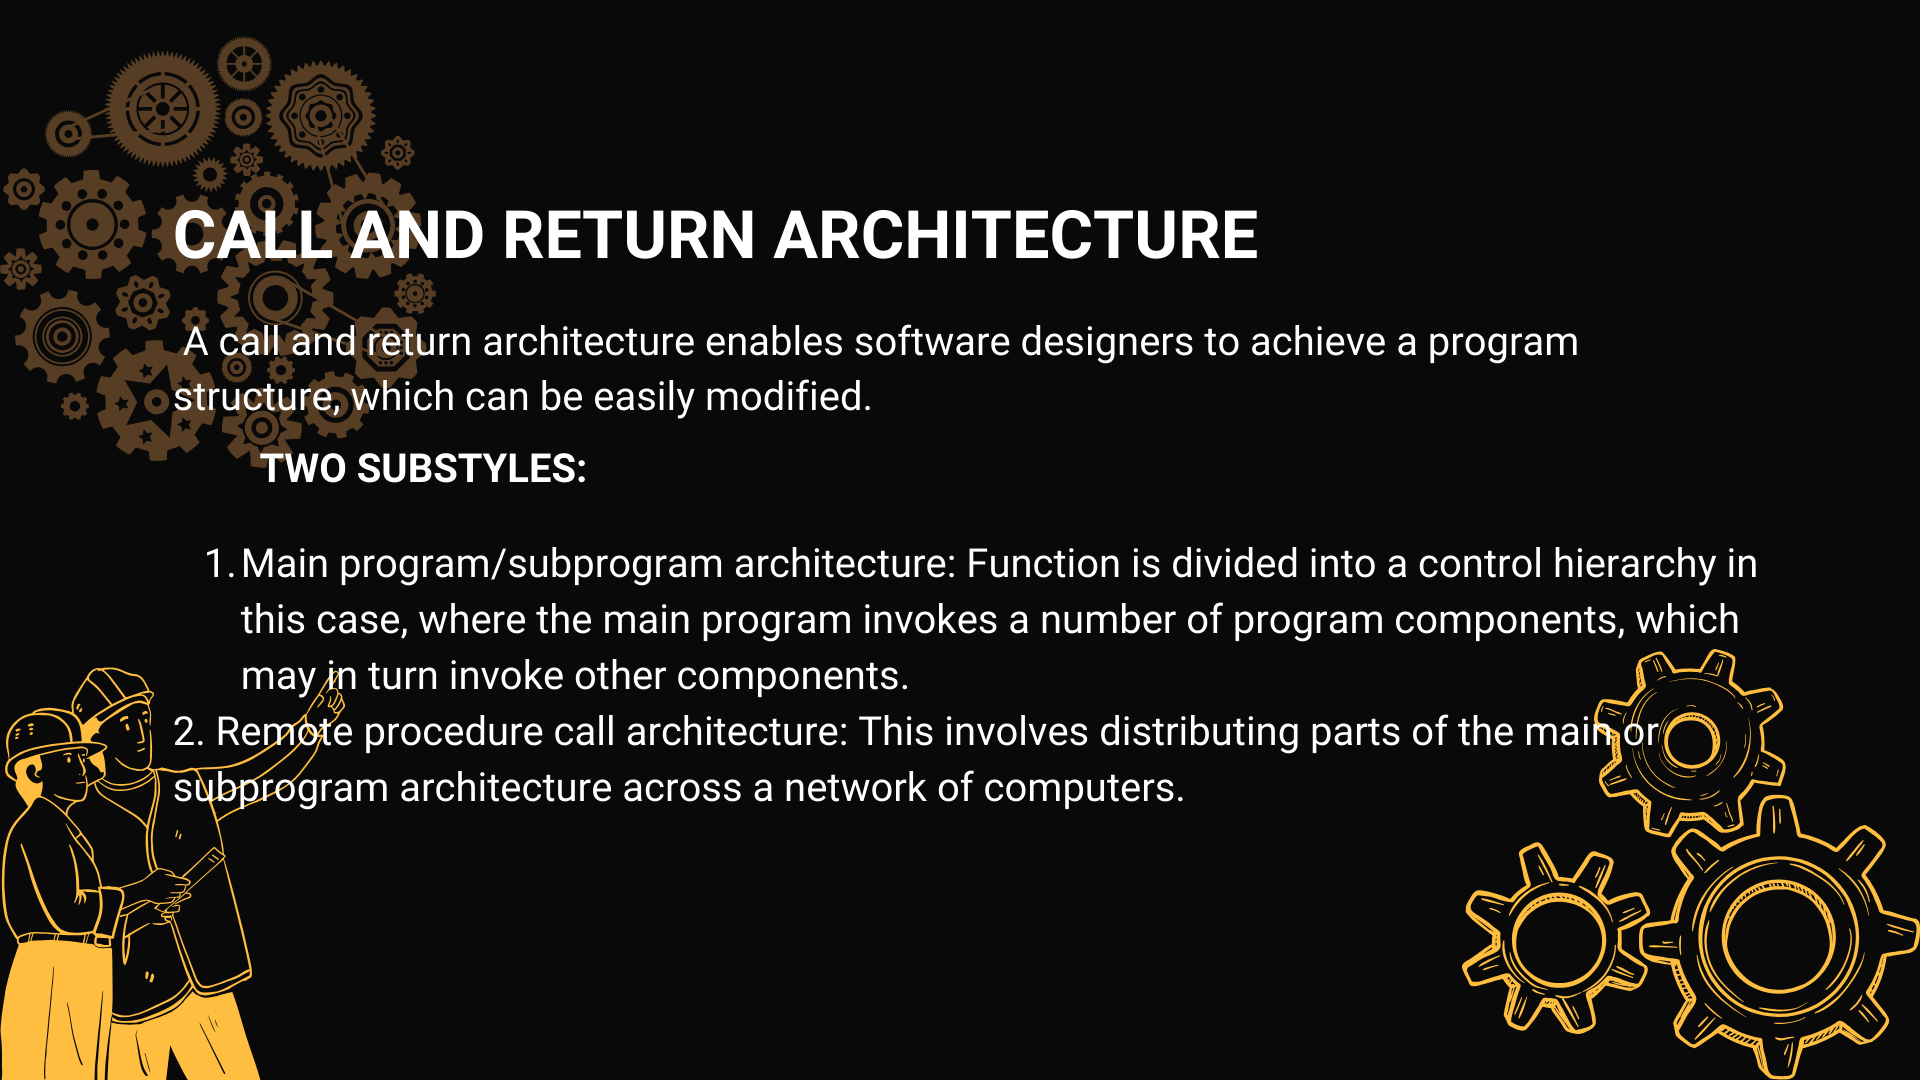 CALL AND RETURN ARCHITECTURE
A call and return architecture enables software designers to achieve a program
structure, which can be easily modified.
TWO SUBSTYLES:
1. Main program/subprogram architecture: Function is divided into a control hierarchy in
this case, where the main program invokes a number of program components, which
may in turn invoke other components.
2. Remote procedure call architecture: This involves distributing parts of the main or
subprogram architecture across a network of computers.